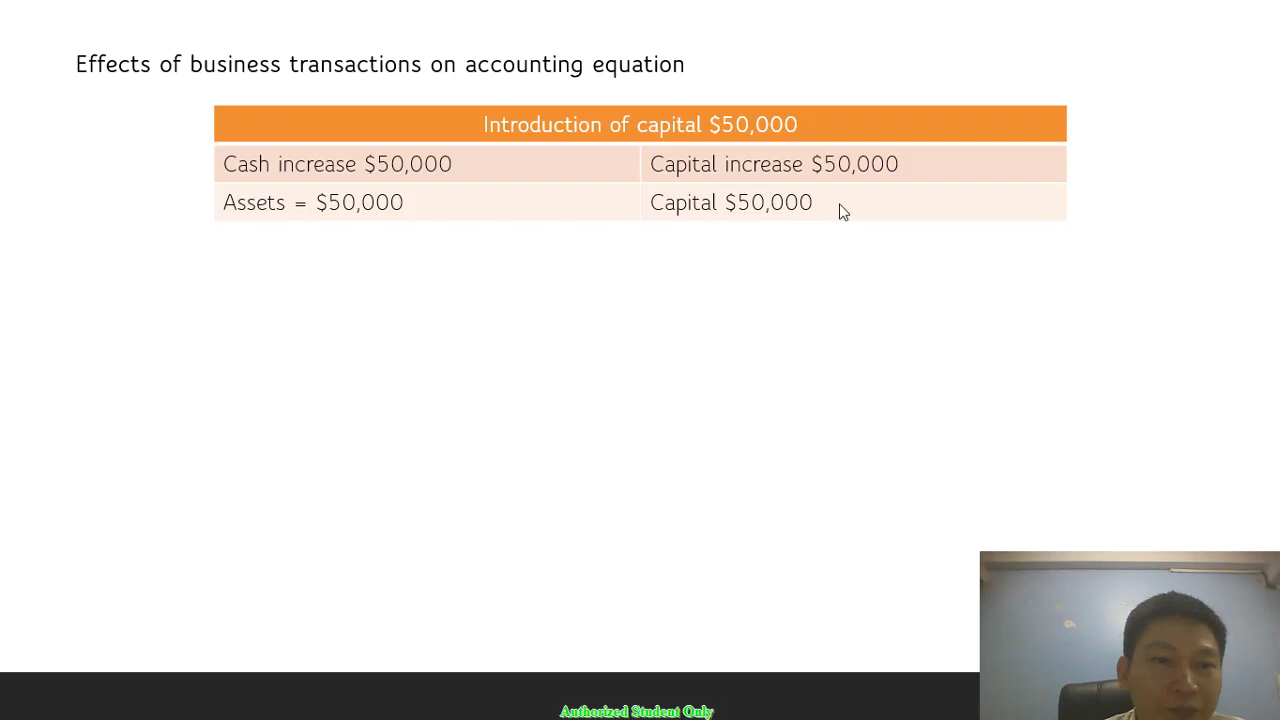 Effects of business transactions on accounting equation
Introduction of capital $50,000
Cash increase $50,000
Capital increase $50,000
Assets = $50,000
Capital $50,000
Authorized Student Only